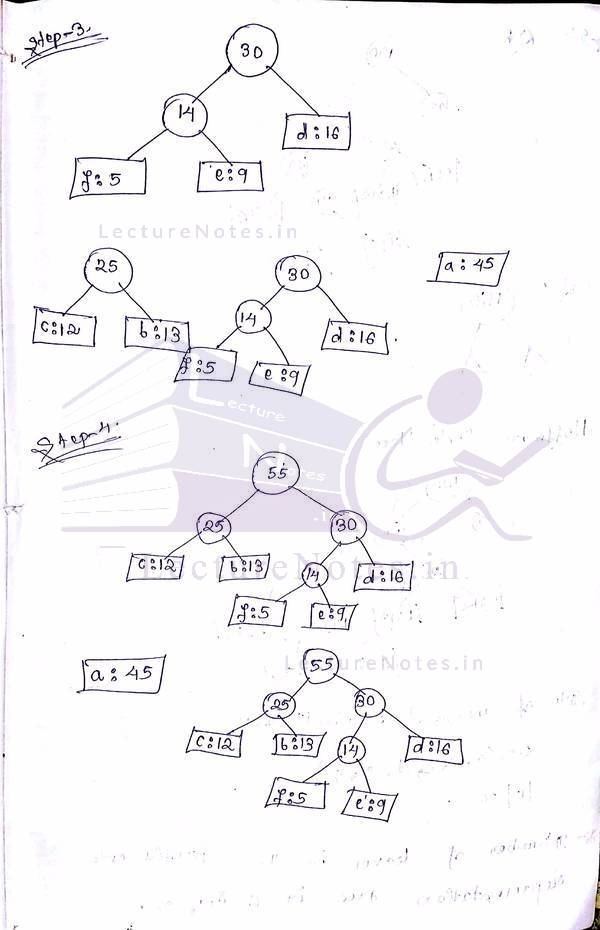 Step-3.
30
14
d:16
f:5 e:9
LectureNotes.in
25 30 a:45
14
c:12 b:13 d:16
f:5 e:9
Lecture
Notes
.in
Step-4.
55
25 30
c:12 b:13 14 d:16
LectureNotes.in
f:5 e:9
LectureNotes.in
a:45 55
25 30
c:12 b:13 14 d:16
f:5 e:9